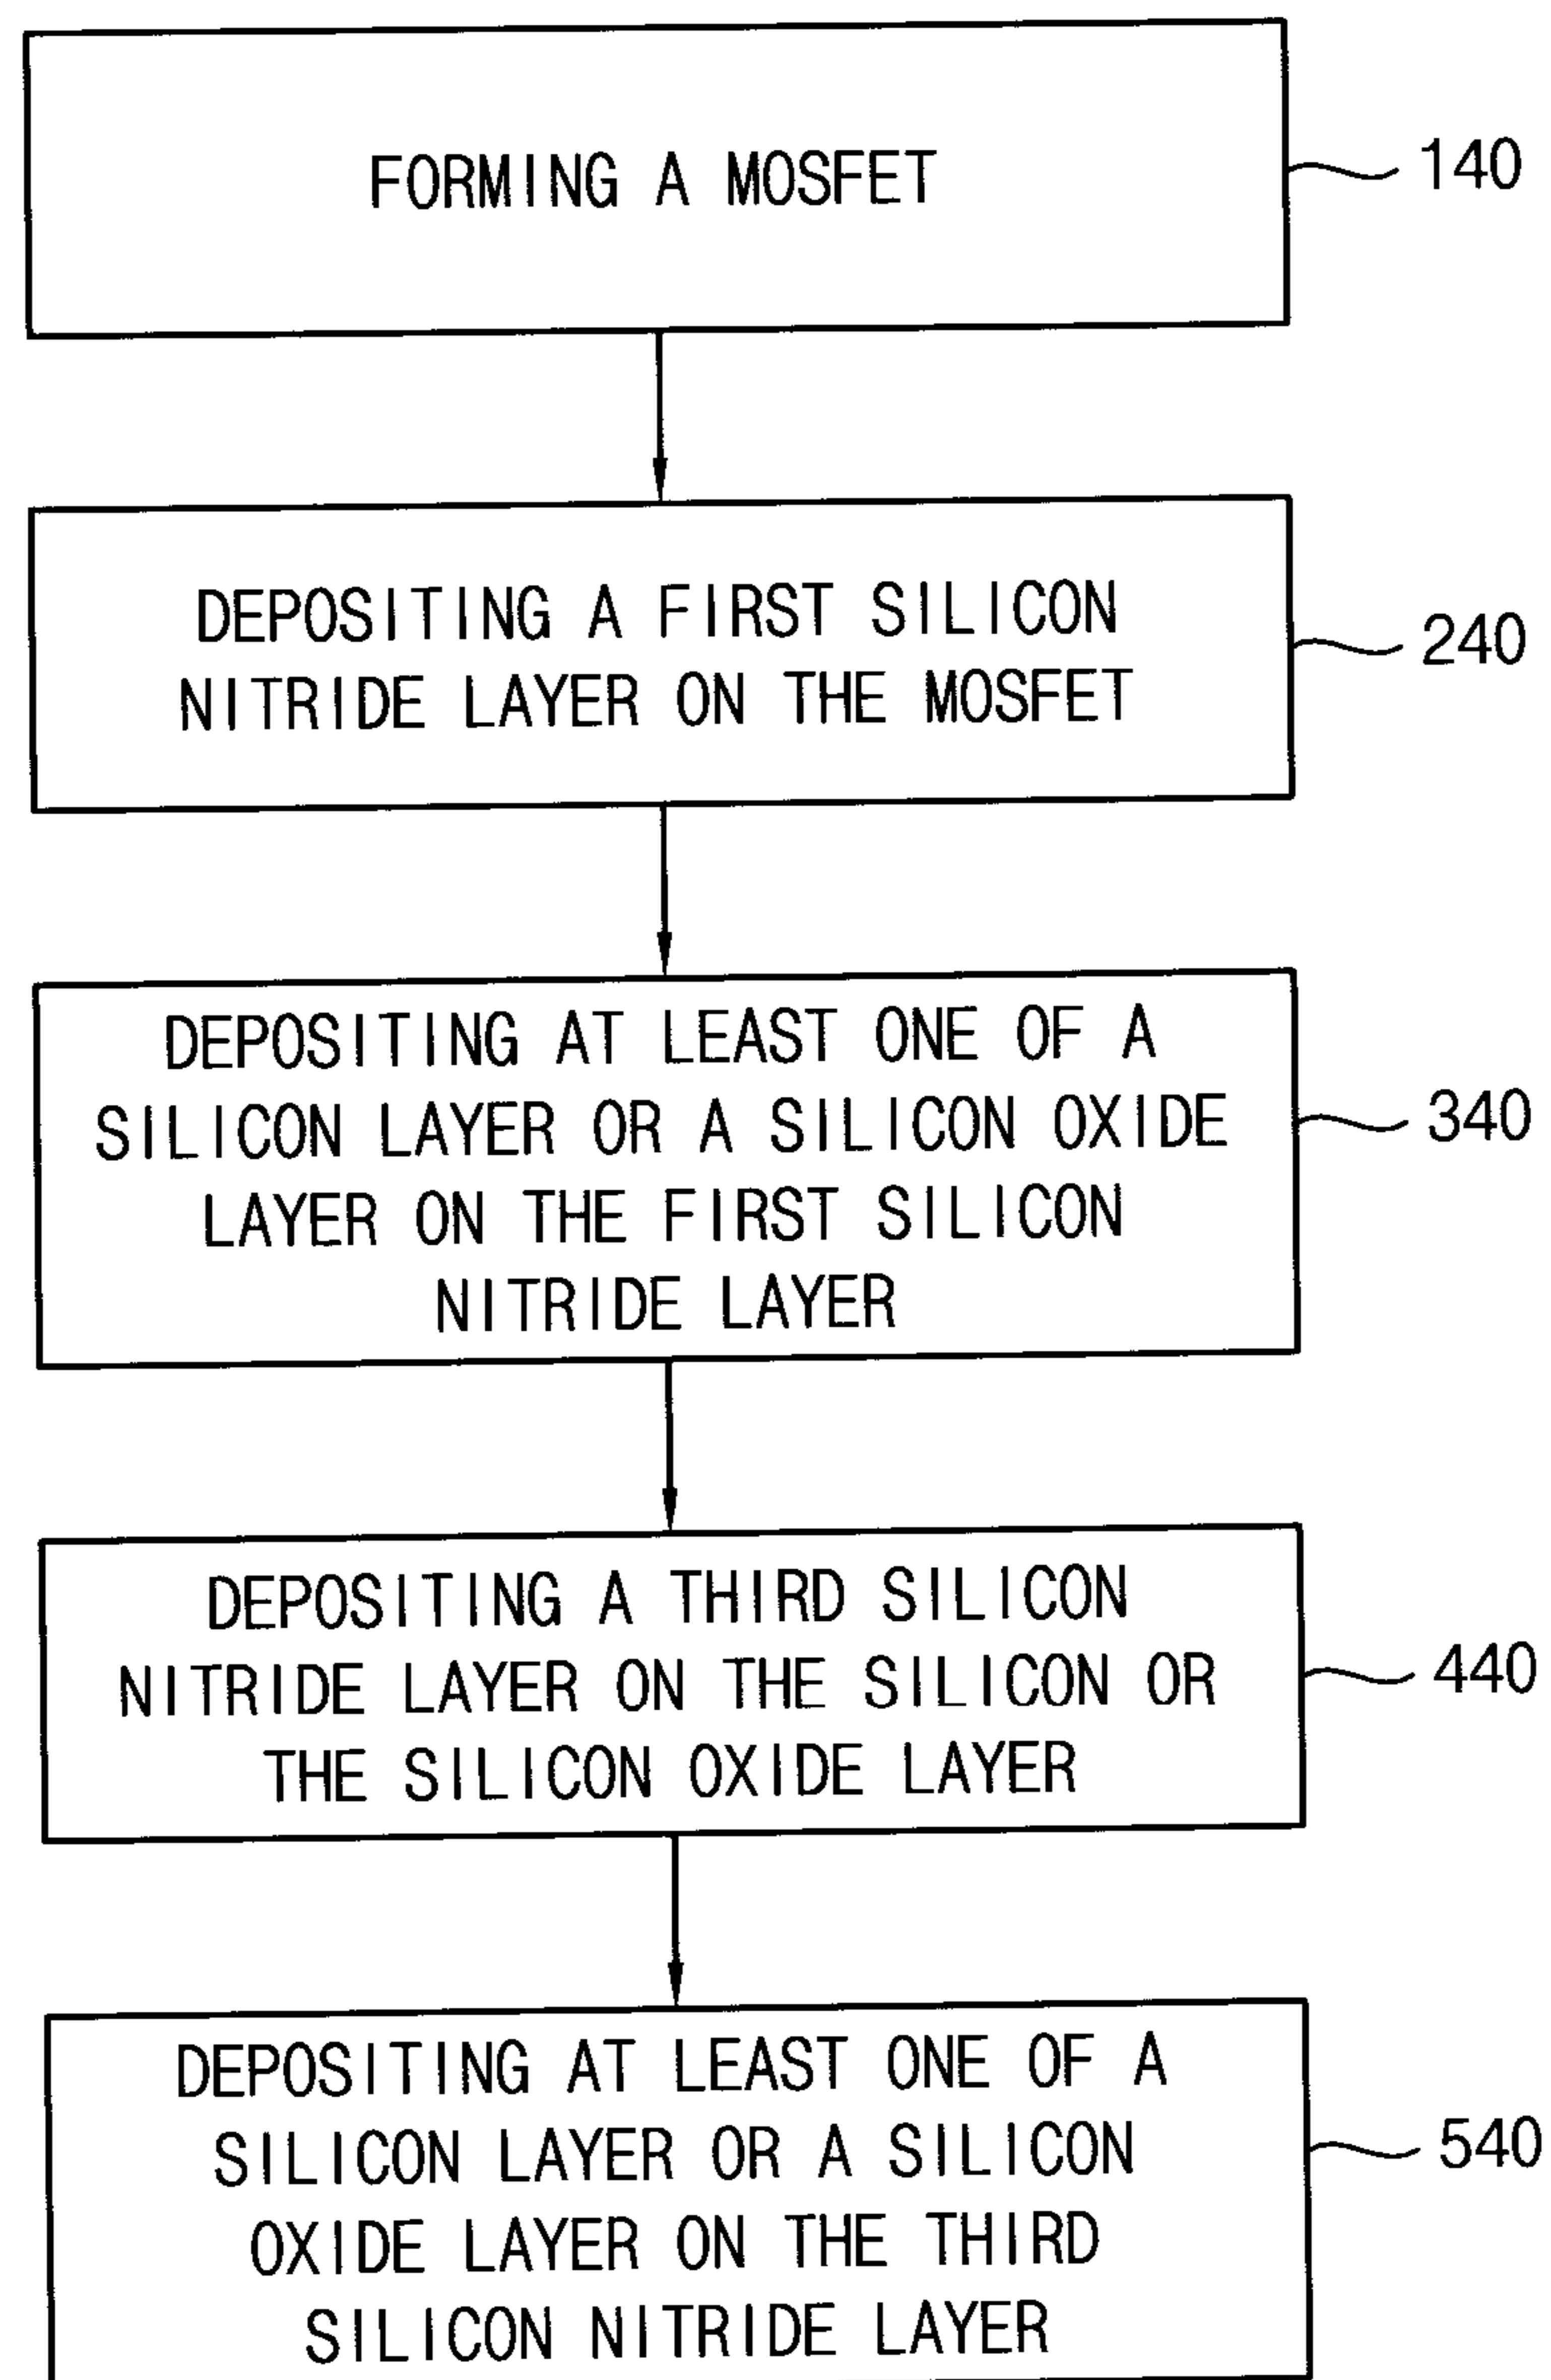 FORMING A MOSFET
140
DEPOSITING A FIRST SILICON
NITRIDE LAYER ON THE MOSFET
240
DEPOSITING AT LEAST ONE OF A
SILICON LAYER OR A SILICON OXIDE
LAYER ON THE FIRST SILICON
NITRIDE LAYER
340
DEPOSITING A THIRD SILICON
NITRIDE LAYER ON THE SILICON OR
THE SILICON OXIDE LAYER
440
DEPOSITING AT LEAST ONE OF A
SILICON LAYER OR A SILICON
OXIDE LAYER ON THE THIRD
SILICON NITRIDE LAYER
540